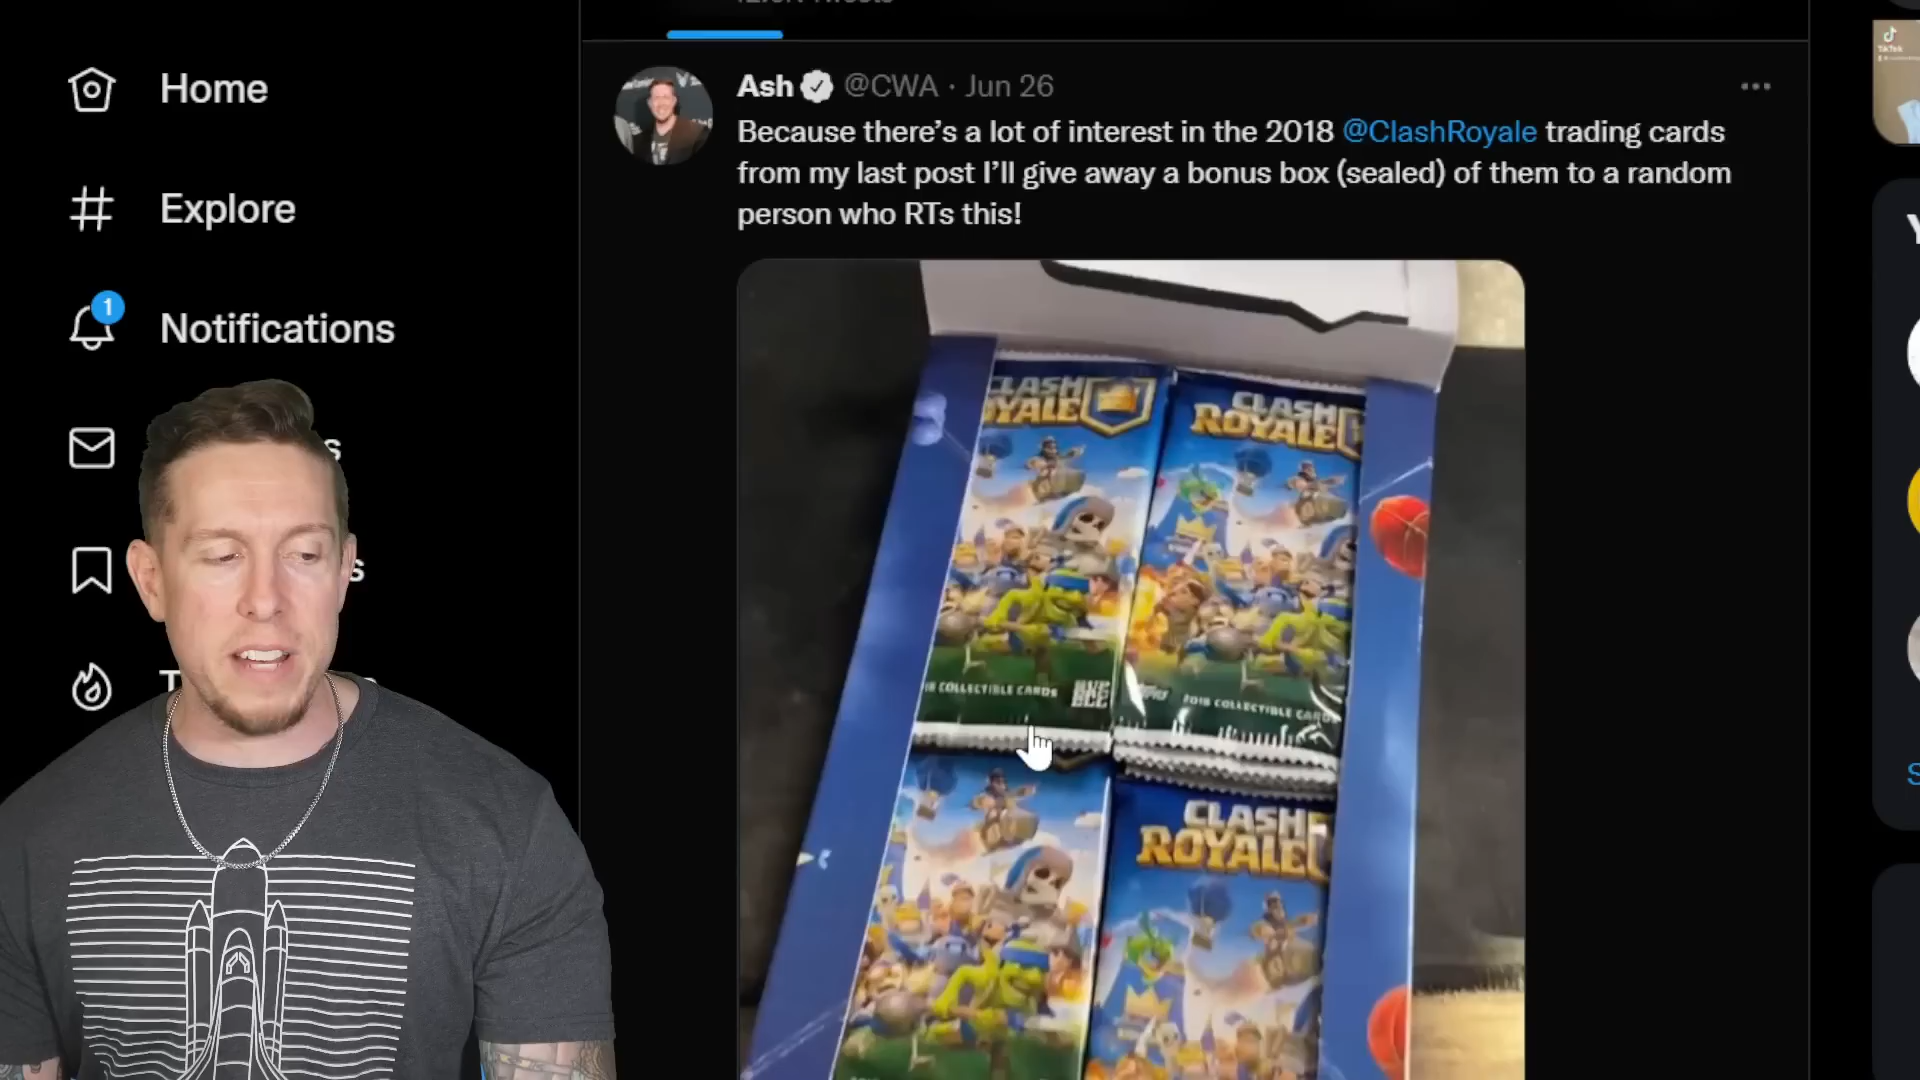 Home
Explore
1
Notifications
Ash @CWA · Jun 26
Because there's a lot of interest in the 2018 @ClashRoyale trading cards
from my last post I'll give away a bonus box (sealed) of them to a random
person who RTs this!
CLASH
ROYALE
CLASH
ROYALE
COLLECTIBLE CARDS
2018 COLLECTIBLE CARDS
CLASH
ROYALE
TikTok